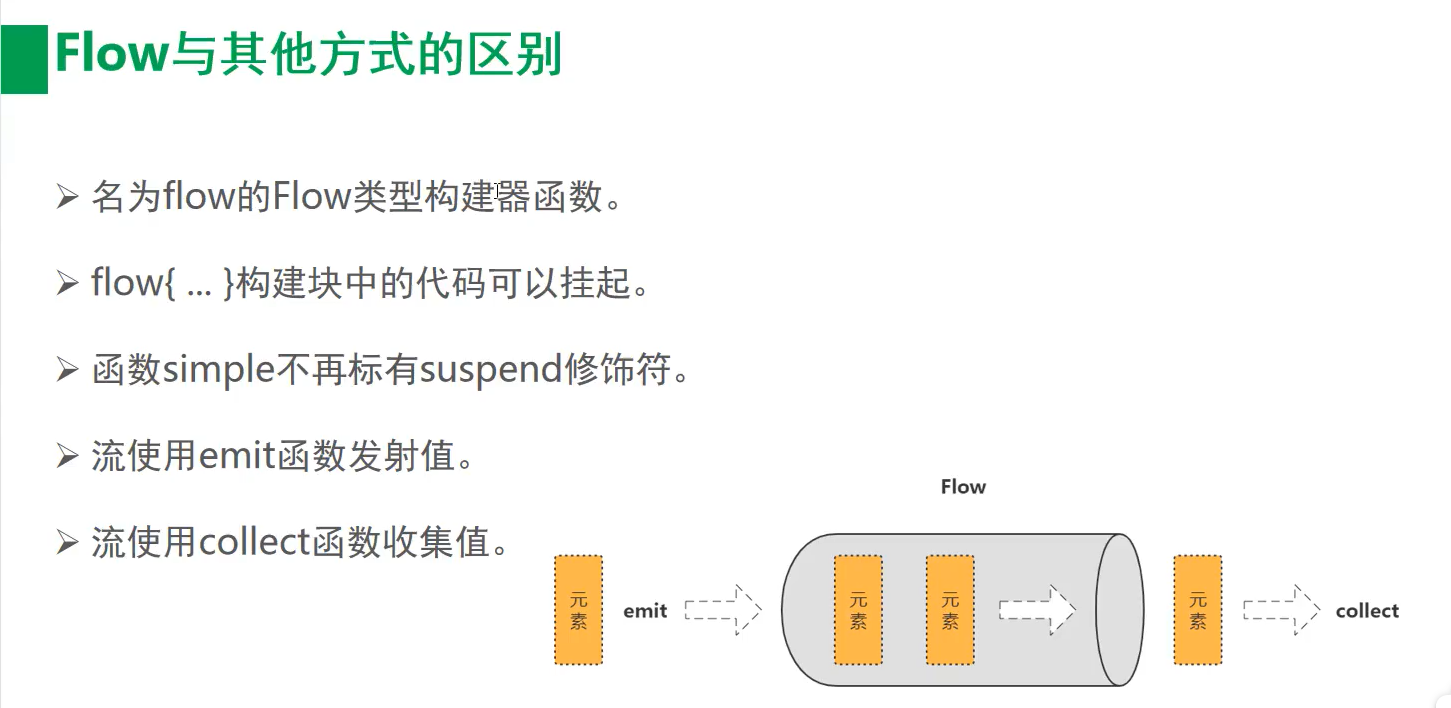 Flow与其他方式的区别
名为flow的Flow类型构建器函数。
flow{ ... }构建块中的代码可以挂起。
函数simple不再标有suspend修饰符。
流使用emit函数发射值。
流使用collect函数收集值。
Flow
元素
emit
元素
元素
元素
collect